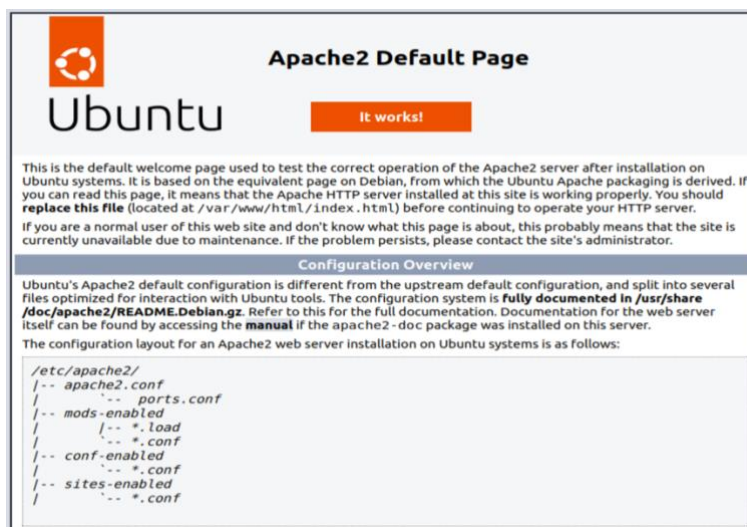 Apache2 Default Page
Ubuntu
It works!
This is the default welcome page used to test the correct operation of the Apache2 server after installation on
Ubuntu systems. It is based on the equivalent page on Debian, from which the Ubuntu Apache packaging is derived. If
you can read this page, it means that the Apache HTTP server installed at this site is working properly. You should
replace this file (located at /var/www/html/index.html) before continuing to operate your HTTP server.
If you are a normal user of this web site and don't know what this page is about, this probably means that the site is
currently unavailable due to maintenance. If the problem persists, please contact the site's administrator.
Configuration Overview
Ubuntu's Apache2 default configuration is different from the upstream default configuration, and split into several
files optimized for interaction with Ubuntu tools. The configuration system is fully documented in /usr/share
/doc/apache2/README.Debian.gz. Refer to this for the full documentation. Documentation for the web server
itself can be found by accessing the manual if the apache2-doc package was installed on this server.
The configuration layout for an Apache2 web server installation on Ubuntu systems is as follows:
/etc/apache2/
|-- apache2.conf
|       `--  ports.conf
|-- mods-enabled
|       |-- *.load
|       `-- *.conf
|-- conf-enabled
|       `-- *.conf
|-- sites-enabled
|       `-- *.conf